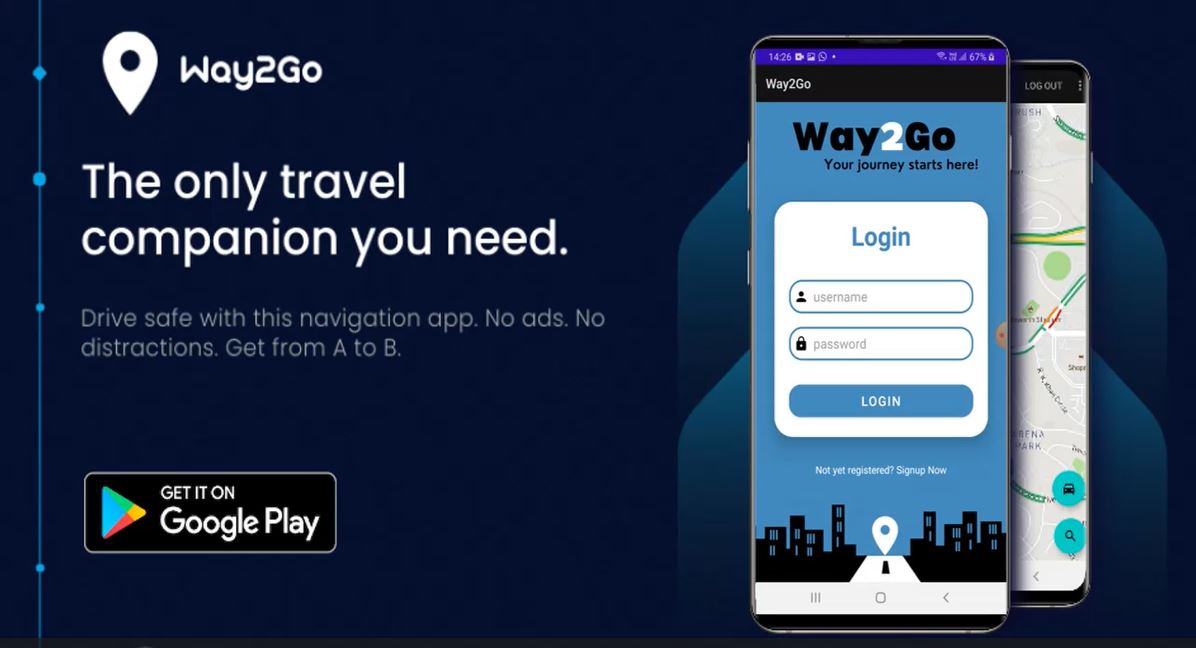 Way2Go
The only travel
companion you need.
Drive safe with this navigation app. No ads. No
distractions. Get from A to B.
GET IT ON
Google Play
14:26
67%
Way2Go
Way2Go
Your journey starts here!
Login
username
password
LOGIN
Not yet registered? Signup Now
LOG OUT
RUSH
ARENA
PARK